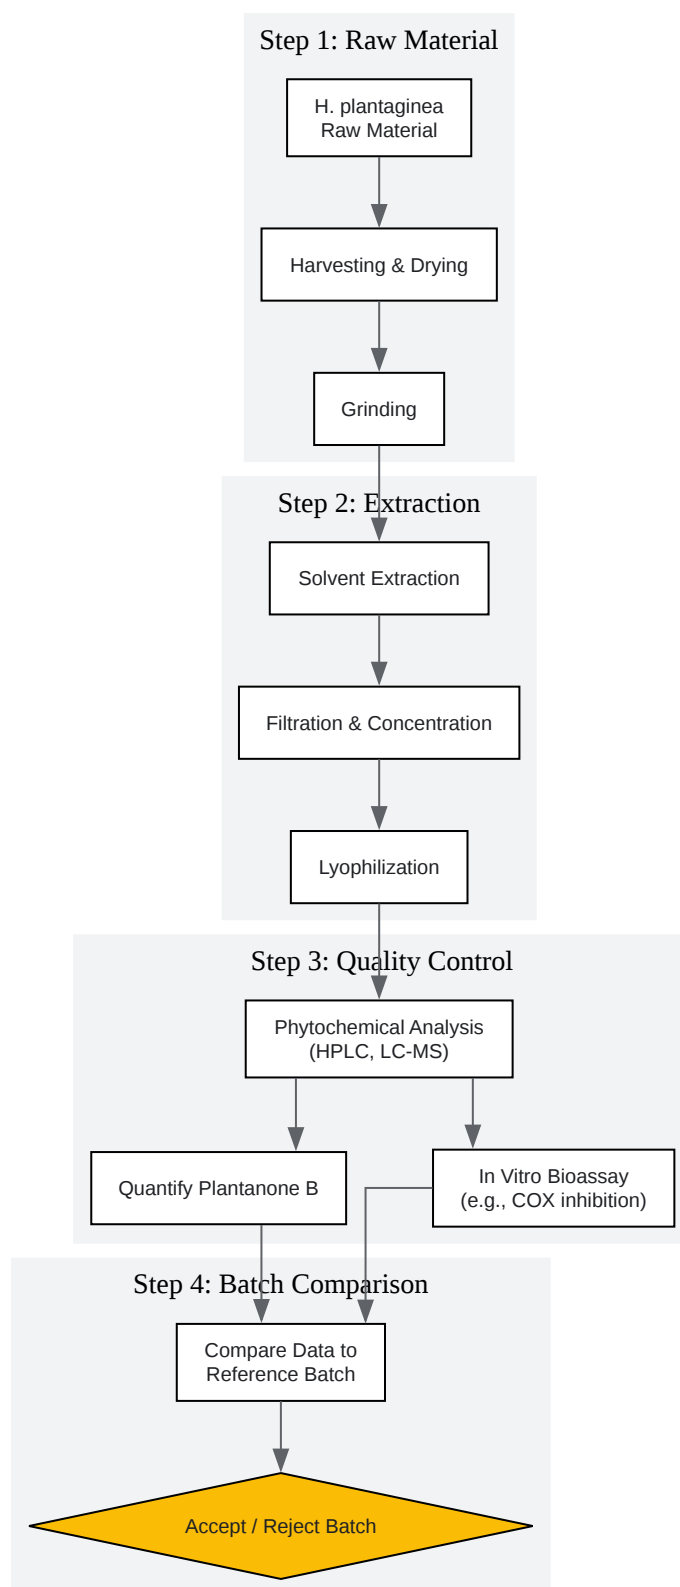 Step 1: Raw Material
H. plantaginea
Raw Material
Harvesting & Drying
Grinding
Step 2: Extraction
Solvent Extraction
Filtration & Concentration
Lyophilization
Step 3: Quality Control
Phytochemical Analysis
(HPLC, LC-MS)
Quantify Plantanone B
In Vitro Bioassay
(e.g., COX inhibition)
Step 4: Batch Comparison
Compare Data to
Reference Batch
Accept / Reject Batch